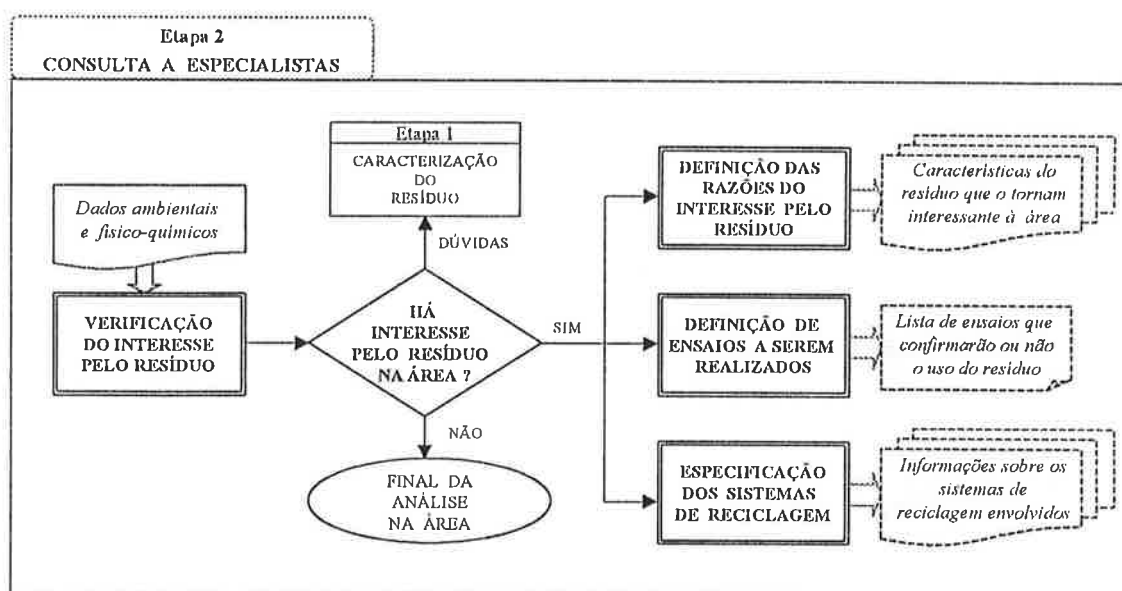 Etapa 2
CONSULTA A ESPECIALISTAS
Etapa 1
CARACTERIZAÇÃO
DO
RESÍDUO
Dados ambientais
e físico-químicos
DÚVIDAS
VERIFICAÇÃO
DO INTERESSE
PELO RESÍDUO
HÁ
INTERESSE
PELO RESÍDUO
NA ÁREA ?
SIM
NÃO
FINAL DA
ANÁLISE
NA ÁREA
DEFINIÇÃO DAS
RAZÕES DO
INTERESSE PELO
RESÍDUO
Características do
resíduo que o tornam
interessante à área
DEFINIÇÃO DE
ENSAIOS A SEREM
REALIZADOS
Lista de ensaios que
confirmarão ou não
o uso do resíduo
ESPECIFICAÇÃO
DOS SISTEMAS
DE RECICLAGEM
Informações sobre os
sistemas de
reciclagem envolvidos